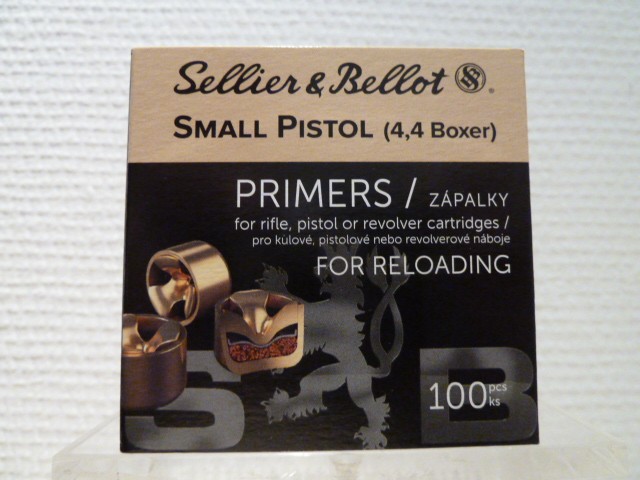 Sellier & Bellot SB ®
SMALL PISTOL (4,4 Boxer)
PRIMERS / ZÁPALKY
for rifle, pistol or revolver cartridges /
pro kulové, pistolové nebo revolverové náboje
FOR RELOADING
S B
100 pcs
ks